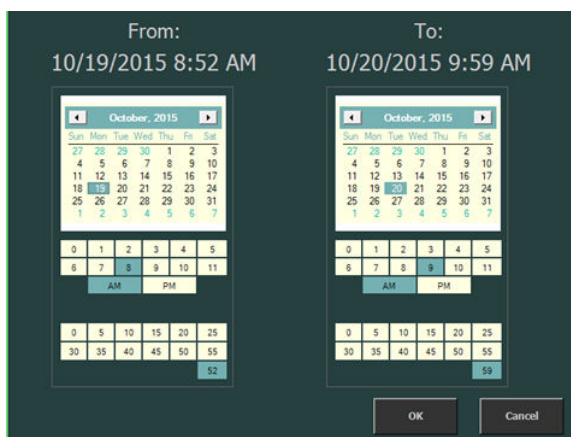 From:
10/19/2015 8:52 AM
October, 2015
Sun Mon Tue Wed Thu Fri Sat
27 28 29 30 1 2 3
4 5 6 7 8 9 10
11 12 13 14 15 16 17
18 19 20 21 22 23 24
25 26 27 28 29 30 31
1 2 3 4 5 6 7
0 1 2 3 4 5
6 7 8 9 10 11
AM PM
0 5 10 15 20 25
30 35 40 45 50 55
52
To:
10/20/2015 9:59 AM
October, 2015
Sun Mon Tue Wed Thu Fri Sat
27 28 29 30 1 2 3
4 5 6 7 8 9 10
11 12 13 14 15 16 17
18 19 20 21 22 23 24
25 26 27 28 29 30 31
1 2 3 4 5 6 7
0 1 2 3 4 5
6 7 8 9 10 11
AM PM
0 5 10 15 20 25
30 35 40 45 50 55
59
OK Cancel